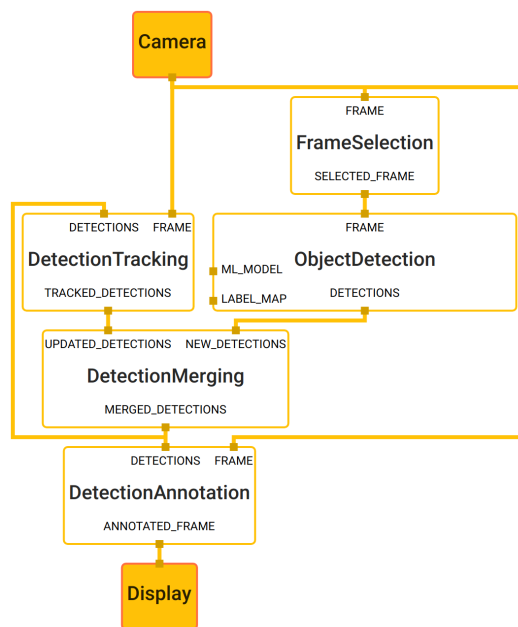 Camera
FRAME
FrameSelection
SELECTED_FRAME
DETECTIONS FRAME
DetectionTracking
TRACKED_DETECTIONS
FRAME
ObjectDetection
ML_MODEL
LABEL_MAP
DETECTIONS
UPDATED_DETECTIONS NEW_DETECTIONS
DetectionMerging
MERGED_DETECTIONS
DETECTIONS FRAME
DetectionAnnotation
ANNOTATED_FRAME
Display